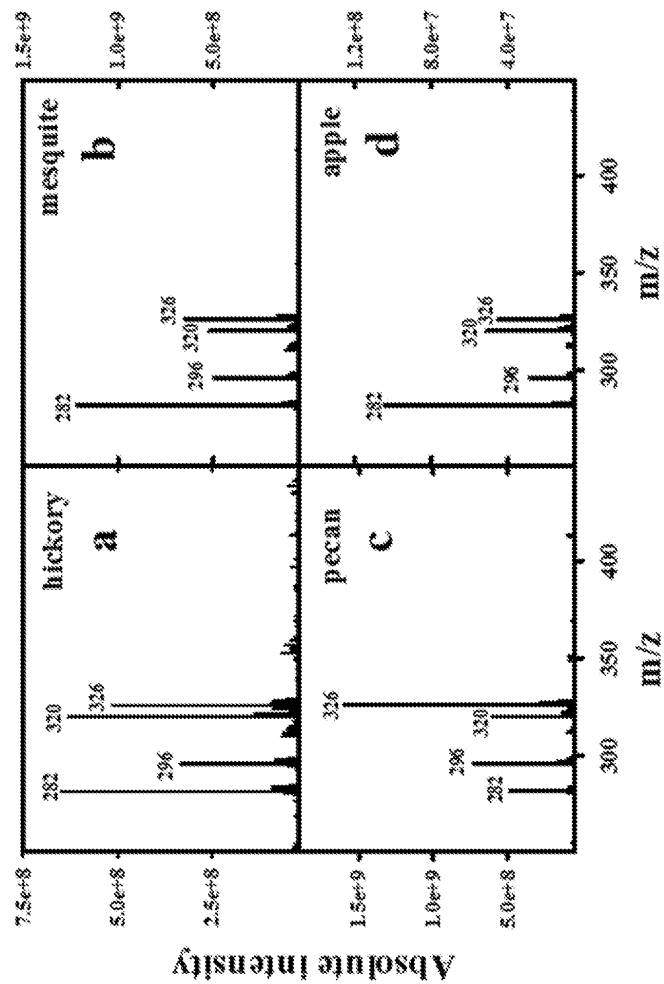 Absolute intensity
7.5e+8
5.0e+8
2.5e+8
hickory
a
282
296
320
326
mesquite
b
282
296
320
326
1.5e+9
1.0e+9
5.0e+8
1.5e+9
1.0e+9
5.0e+8
pecan
c
282
296
320
326
apple
d
282
296
320
326
1.2e+8
8.0e+7
4.0e+7
300
350
400
300
350
400
m/z
m/z